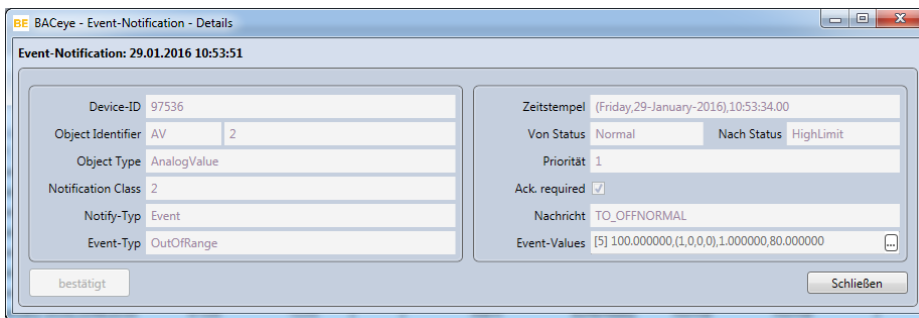 BE BACeye - Event-Notification - Details
Event-Notification: 29.01.2016 10:53:51
Device-ID 97536
Object Identifier AV 2
Object Type AnalogValue
Notification Class 2
Notify-Typ Event
Event-Typ OutOfRange
bestätigt
Zeitstempel (Friday,29-January-2016),10:53:34.00
Von Status Normal Nach Status HighLimit
Priorität 1
Ack. required
Nachricht TO_OFFNORMAL
Event-Values [5] 100.000000,(1,0,0,0),1.000000,80.000000 ...
Schließen